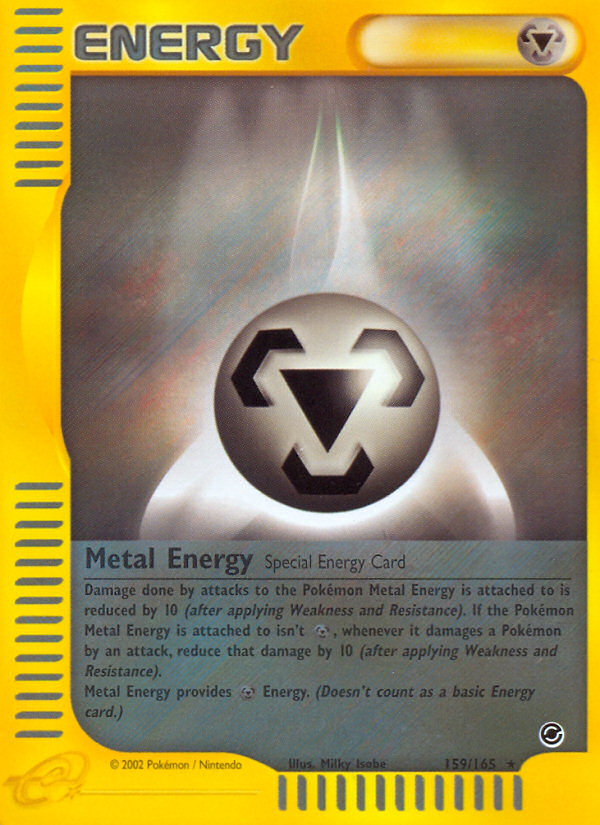 ENERGY
Metal Energy Special Energy Card
Damage done by attacks to the Pokémon Metal Energy is attached to is
reduced by 10 (after applying Weakness and Resistance). If the Pokémon
Metal Energy is attached to isn't , whenever it damages a Pokémon
by an attack, reduce that damage by 10 (after applying Weakness and
Resistance).
Metal Energy provides Energy. (Doesn't count as a basic Energy
card.)
© 2002 Pokémon / Nintendo Illus. Milky Isobe 159/165 ★